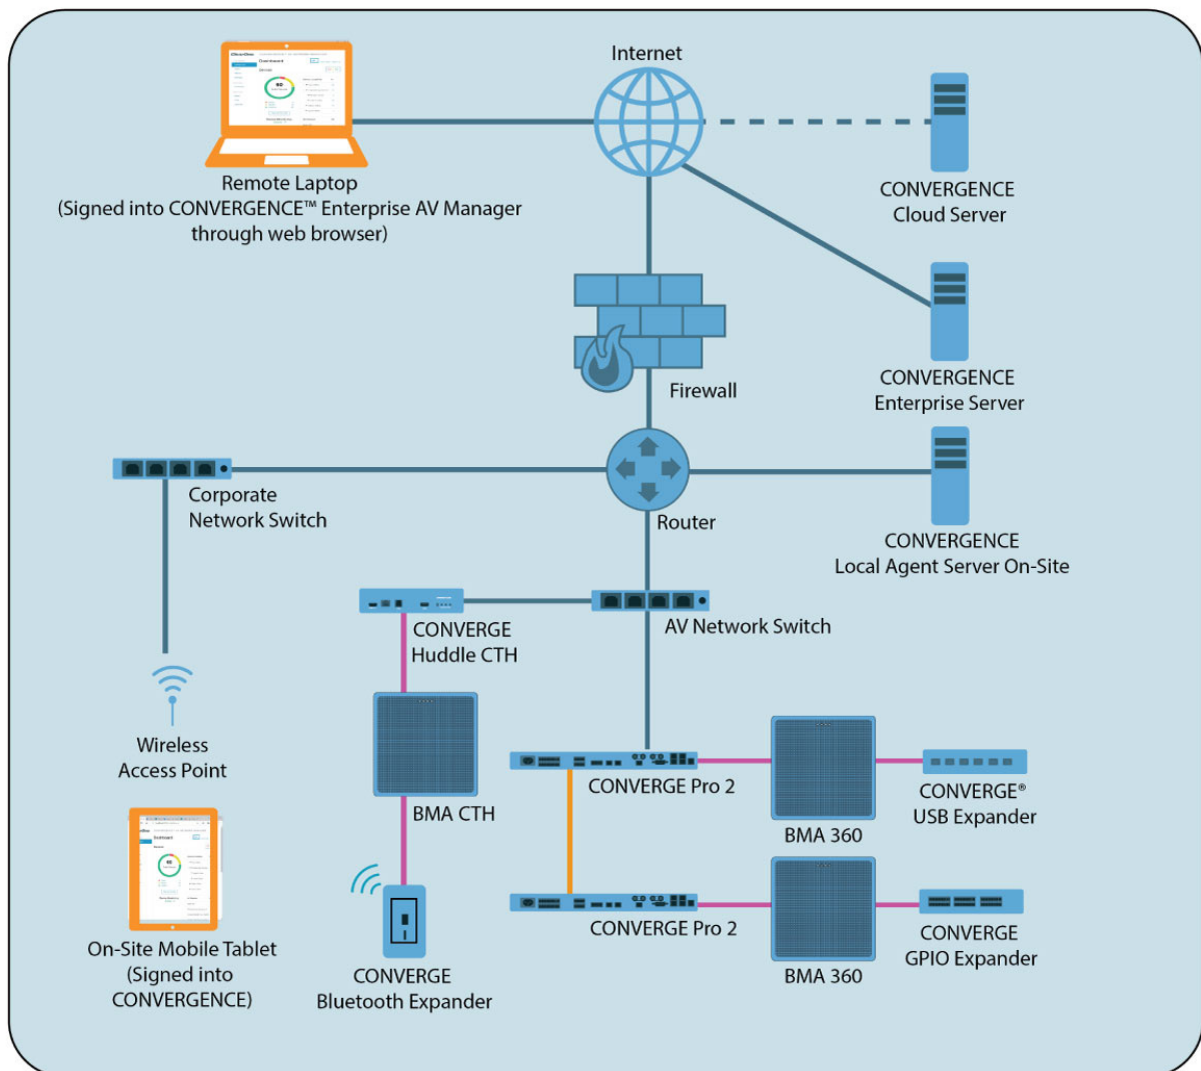 Internet
Remote Laptop
(Signed into CONVERGENCE™ Enterprise AV Manager
through web browser)
CONVERGENCE
Cloud Server
Firewall
CONVERGENCE
Enterprise Server
Corporate
Network Switch
Router
CONVERGENCE
Local Agent Server On-Site
CONVERGE
Huddle CTH
AV Network Switch
Wireless
Access Point
BMA CTH
CONVERGE Pro 2
BMA 360
CONVERGE®
USB Expander
On-Site Mobile Tablet
(Signed into
CONVERGENCE)
CONVERGE
Bluetooth Expander
CONVERGE Pro 2
BMA 360
CONVERGE
GPIO Expander